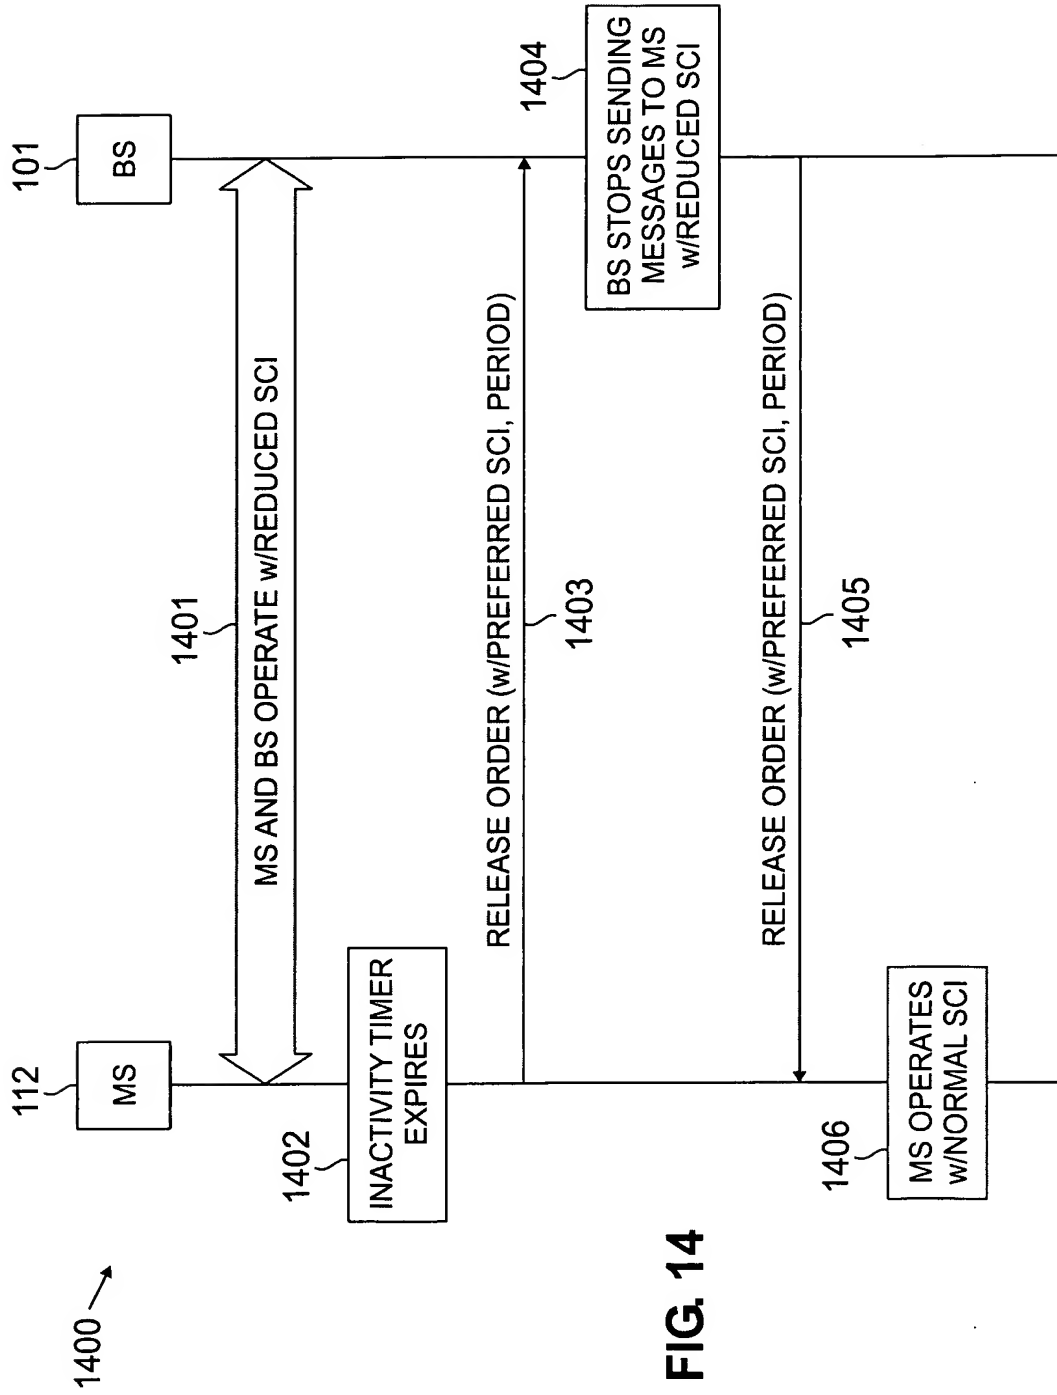 1400
112
MS
101
BS
1401
MS AND BS OPERATE w/REDUCED SCI
1402
INACTIVITY TIMER
EXPIRES
RELEASE ORDER (w/PREFERRED SCI, PERIOD)
1403
1404
BS STOPS SENDING
MESSAGES TO MS
w/REDUCED SCI
RELEASE ORDER (w/PREFERRED SCI, PERIOD)
1405
1406
MS OPERATES
w/NORMAL SCI
FIG. 14